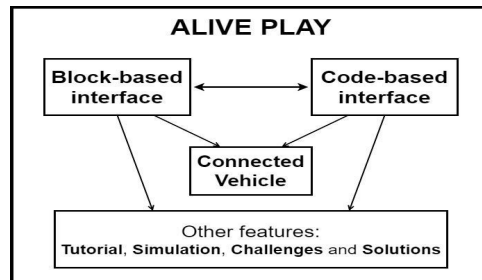 ALIVE PLAY
Block-based
interface
Code-based
interface
Connected
Vehicle
Other features:
Tutorial, Simulation, Challenges and Solutions